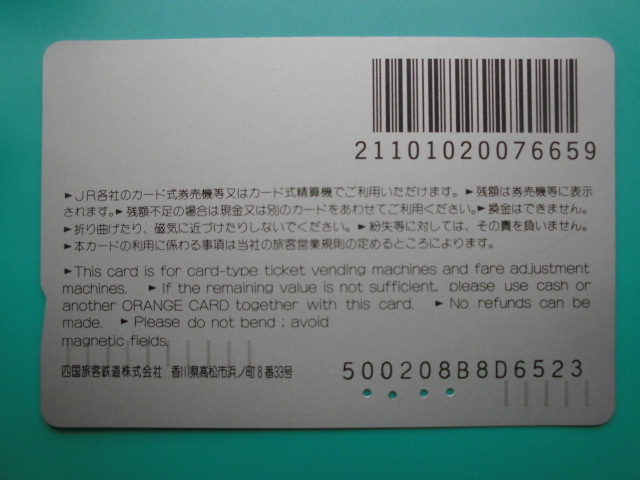 21101020076659
►JR各社のカード式券売機等又はカード式精算機でご利用いただけます。►残額は券売機等に表示
されます。►残額不足の場合は現金又は別のカードをあわせてご利用ください。►換金はできません。
►折り曲げたり、磁気に近づけたりしないでください。►紛失等に対しては、その責を負いません。
►本カードの利用に係わる事項は当社の旅客営業規則の定めるところによります。
►This card is for card-type ticket vending machines and fare adjustment
machines. ►If the remaining value is not sufficient, please use cash or
another ORANGE CARD together with this card. ►No refunds can be
made. ►Please do not bend ; avoid
magnetic fields.
四国旅客鉄道株式会社 香川県高松市浜ノ町8番33号
500208B8D6523